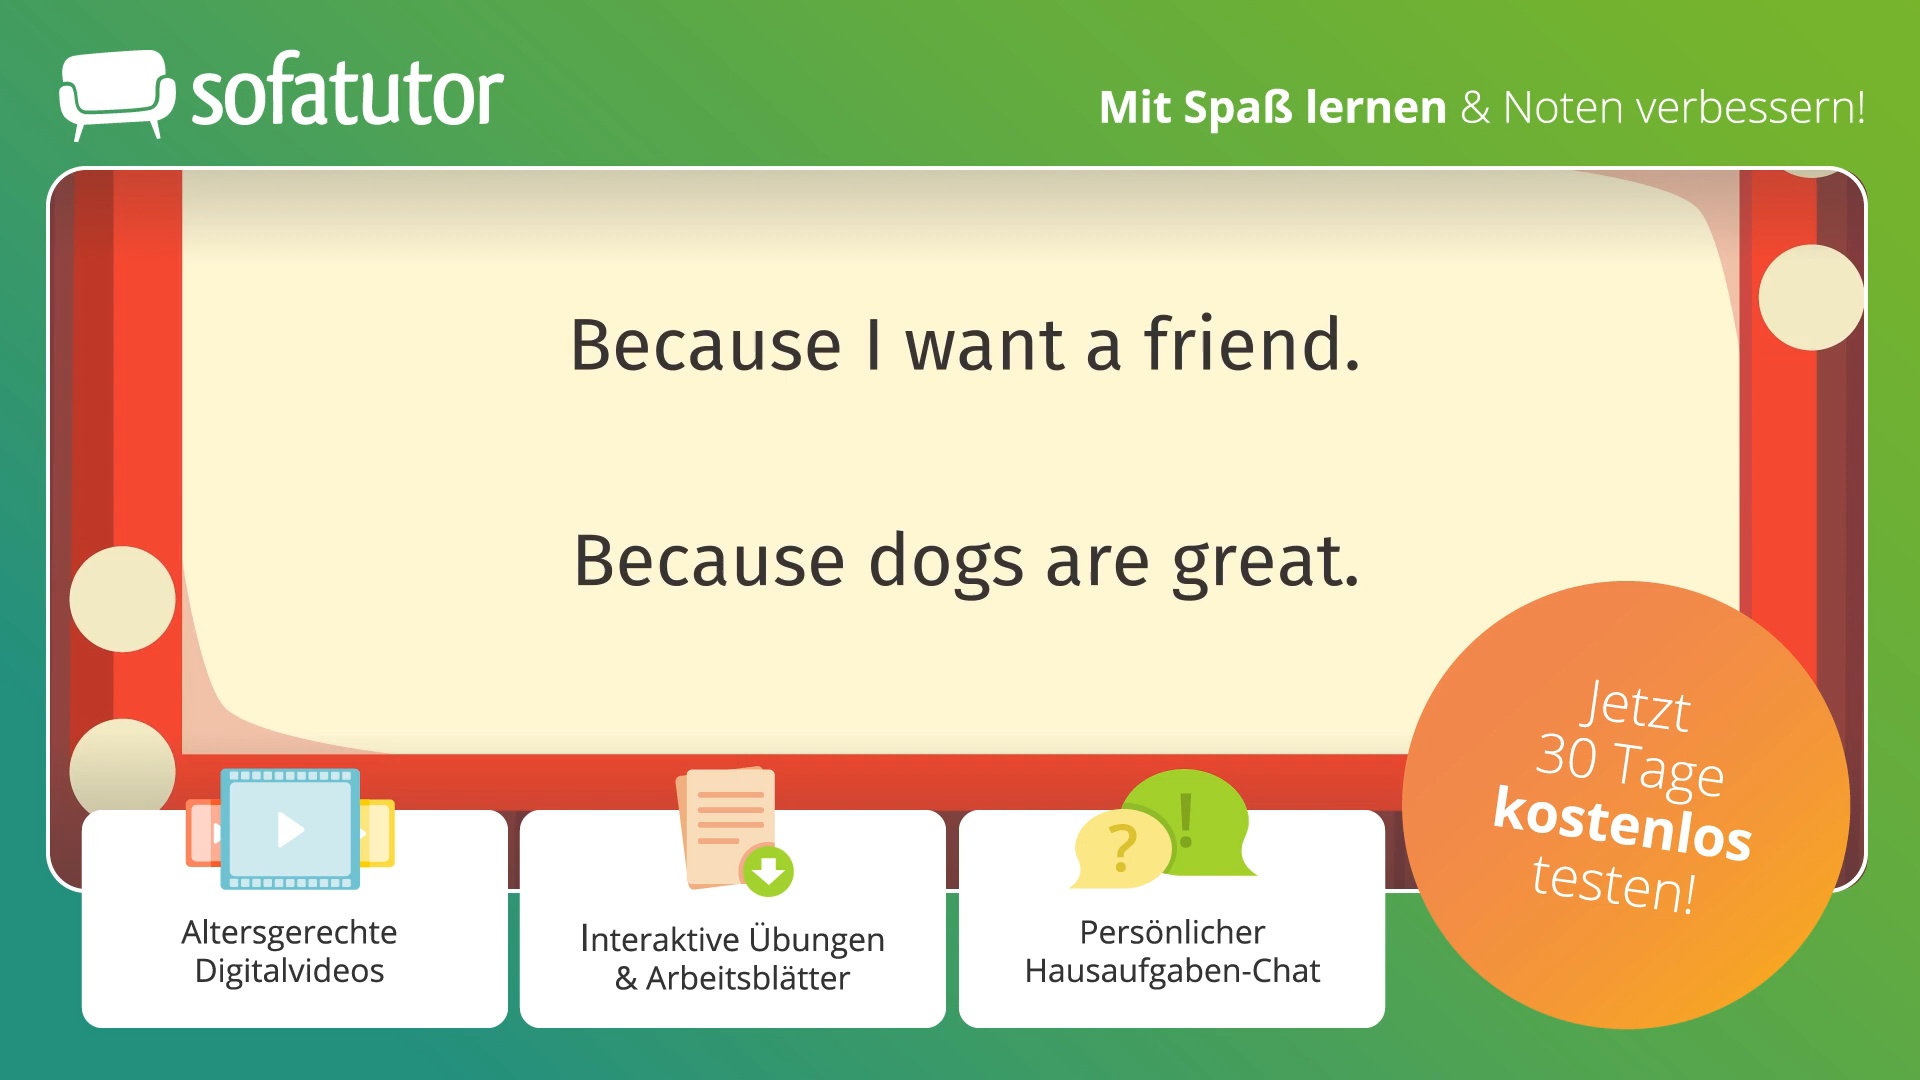 sofatutor
Mit Spaß lernen & Noten verbessern!
Because I want a friend.
Because dogs are great.
Jetzt
30 Tage
kostenlos
testen!
?
!
Altersgerechte
Digitalvideos
Interaktive Übungen
& Arbeitsblätter
Persönlicher
Hausaufgaben-Chat